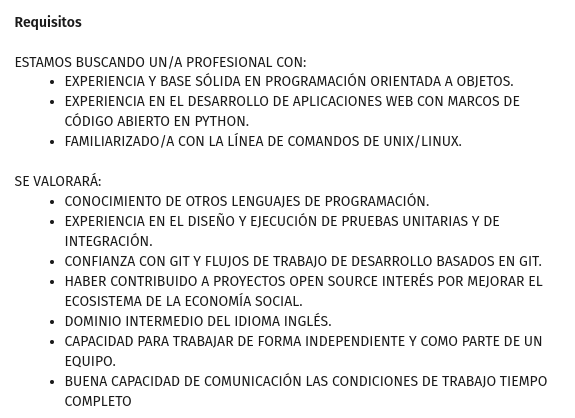 Requisitos
ESTAMOS BUSCANDO UN/A PROFESIONAL CON:
• EXPERIENCIA Y BASE SÓLIDA EN PROGRAMACIÓN ORIENTADA A OBJETOS.
• EXPERIENCIA EN EL DESARROLLO DE APLICACIONES WEB CON MARCOS DE
CÓDIGO ABIERTO EN PYTHON.
• FAMILIARIZADO/A CON LA LÍNEA DE COMANDOS DE UNIX/LINUX.
SE VALORARÁ:
• CONOCIMIENTO DE OTROS LENGUAJES DE PROGRAMACIÓN.
• EXPERIENCIA EN EL DISEÑO Y EJECUCIÓN DE PRUEBAS UNITARIAS Y DE
INTEGRACIÓN.
• CONFIANZA CON GIT Y FLUJOS DE TRABAJO DE DESARROLLO BASADOS EN GIT.
• HABER CONTRIBUIDO A PROYECTOS OPEN SOURCE INTERÉS POR MEJORAR EL
ECOSISTEMA DE LA ECONOMÍA SOCIAL.
• DOMINIO INTERMEDIO DEL IDIOMA INGLÉS.
• CAPACIDAD PARA TRABAJAR DE FORMA INDEPENDIENTE Y COMO PARTE DE UN
EQUIPO.
• BUENA CAPACIDAD DE COMUNICACIÓN LAS CONDICIONES DE TRABAJO TIEMPO
COMPLETO